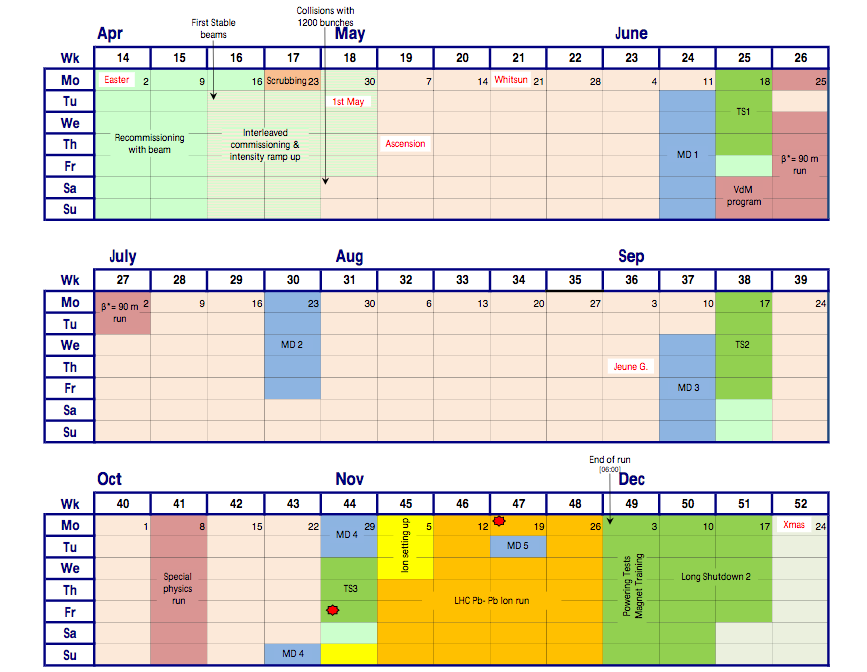 First Stable
beams
Collisions with
1200 bunches
Apr May June
Wk 14 15 16 17 18 19 20 21 22 23 24 25 26
Mo Easter 2 9 16 Scrubbing 23 30 7 14 Whitsun 21 28 4 11 18 25
Tu 1st May
We
Th Ascension
Fr
Sa
Su
Recommissioning
with beam
Interleaved
commissioning &
intensity ramp up
MD 1
TS1
VdM
program
β*= 90 m
run
July Aug Sep
Wk 27 28 29 30 31 32 33 34 35 36 37 38 39
Mo 2 9 16 23 30 6 13 20 27 3 10 17 24
Tu
We
Th Jeune G.
Fr
Sa
Su
β*= 90 m
run
MD 2
MD 3
TS2
End of run
[06:00]
Oct Nov Dec
Wk 40 41 42 43 44 45 46 47 48 49 50 51 52
Mo 1 8 15 22 29 5 12 19 26 3 10 17 Xmas 24
Tu
We
Th
Fr
Sa
Su
Special
physics
run
MD 4
MD 4
TS3
Ion setting up
MD 5
LHC Pb- Pb Ion run
Powering Tests
Magnet Training
Long Shutdown 2